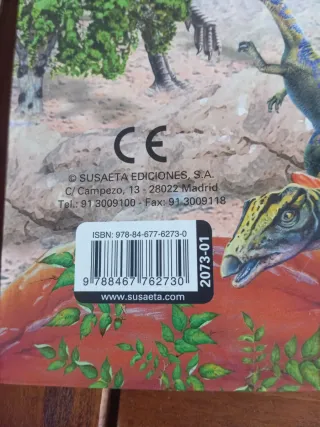 CE
© SUSAETA EDICIONES, S.A.
C/ Campezo, 13 - 28022 Madrid
Tel.: 91 3009100 - Fax: 91 3009118
ISBN: 978-84-677-6273-0
9 788467 762730
www.susaeta.com
2073-01